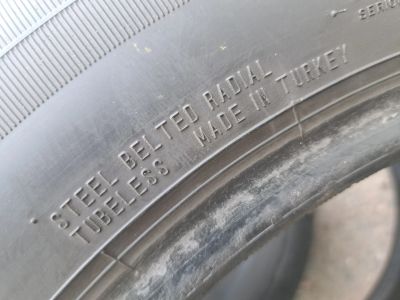 STEEL BELTED RADIAL
TUBELESS MADE IN TURKEY